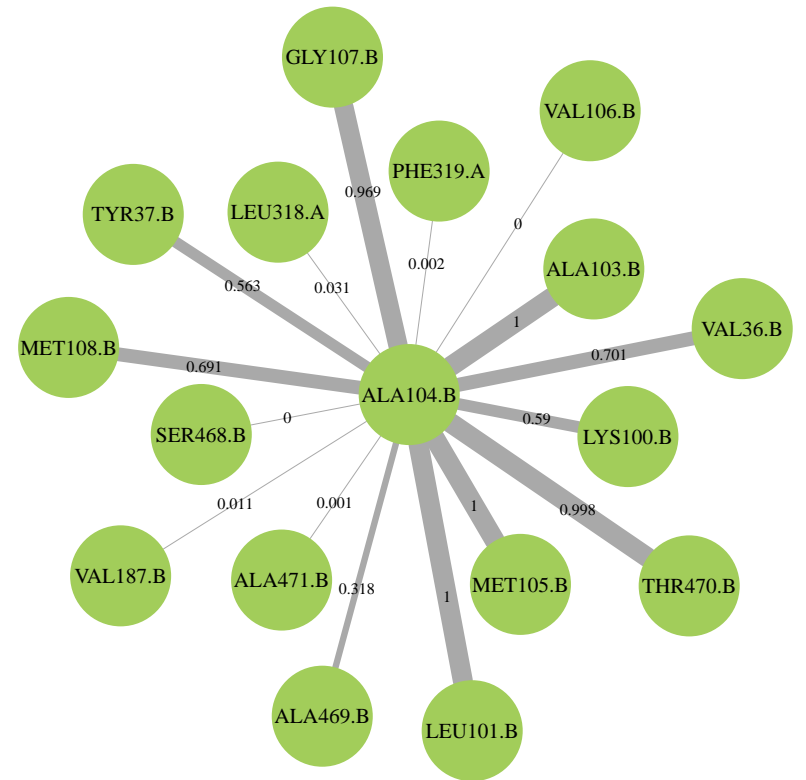 GLY107.B
VAL106.B
PHE319.A
0.969
TYR37.B
LEU318.A
0
0.002
ALA103.B
0.563
0.031
1
VAL36.B
MET108.B
0.701
0.691
ALA104.B
0
0.59
SER468.B
LYS100.B
0.011
0.001
1
0.998
VAL187.B
ALA471.B
0.318
1
MET105.B
THR470.B
ALA469.B
LEU101.B